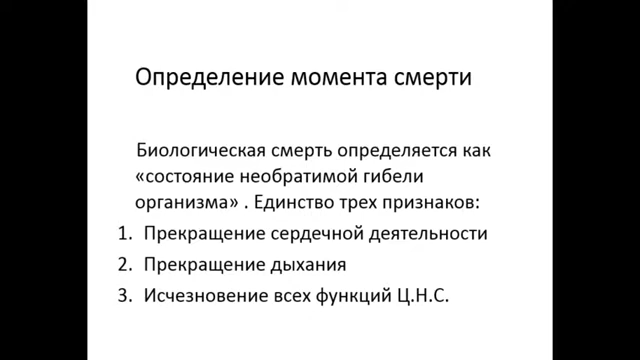 Определение момента смерти
Биологическая смерть определяется как
«состояние необратимой гибели
организма» . Единство трех признаков:
1. Прекращение сердечной деятельности
2. Прекращение дыхания
3. Исчезновение всех функций Ц.Н.С.